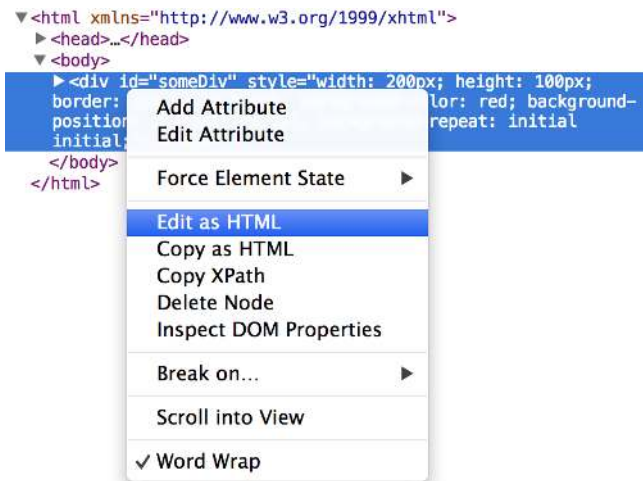 ▼<html xmlns="http://www.w3.org/1999/xhtml">
▶<head>…</head>
▼<body>
▶<div id="someDiv" style="width: 200px; height: 100px;
border: lor: red; background-
position repeat: initial
initial;
</body>
</html>
Add Attribute
Edit Attribute
Force Element State ▶
Edit as HTML
Copy as HTML
Copy XPath
Delete Node
Inspect DOM Properties
Break on… ▶
Scroll into View
✓ Word Wrap